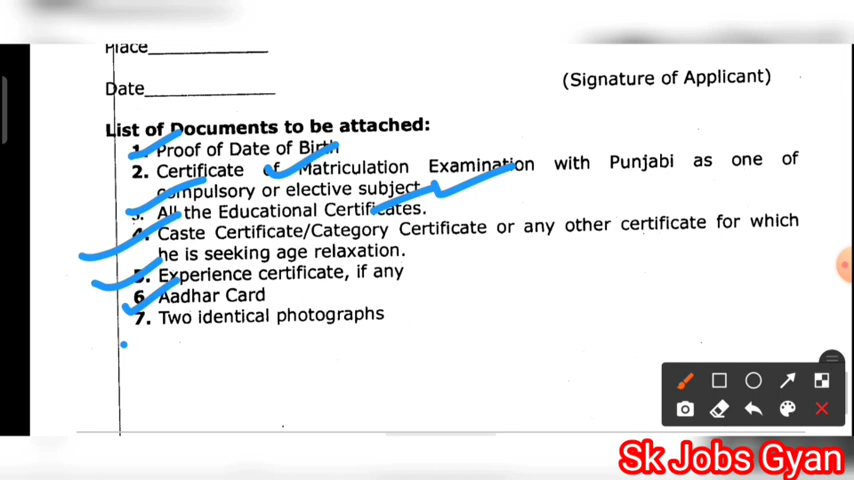 Place____________
Date_____________
(Signature of Applicant)
List of Documents to be attached:
1. Proof of Date of Birth
2. Certificate of Matriculation Examination with Punjabi as one of
compulsory or elective subject
3. All the Educational Certificates.
4. Caste Certificate/Category Certificate or any other certificate for which
he is seeking age relaxation.
5. Experience certificate, if any
6. Aadhar Card
7. Two identical photographs
Sk Jobs Gyan